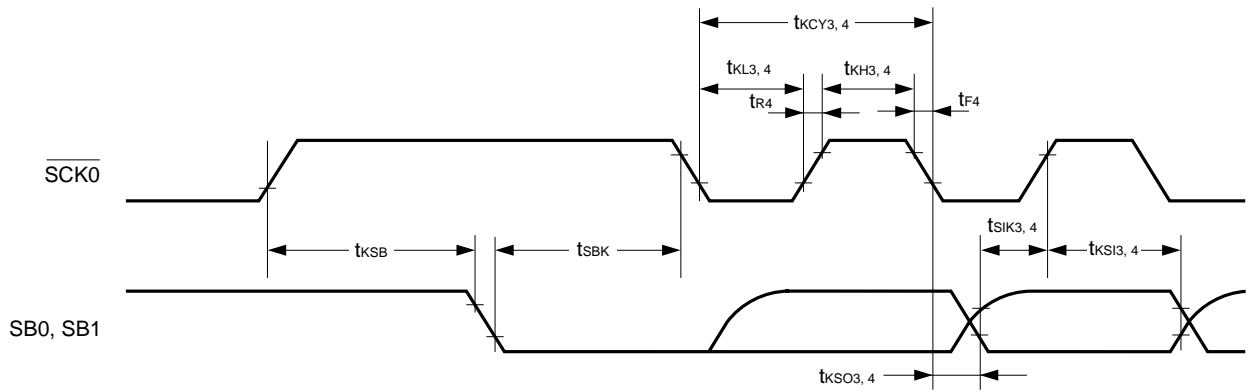 tKCY3, 4
tKL3, 4
tKH3, 4
tR4
tF4
SCK0
tSIK3, 4
tKSB
tSBK
tKSI3, 4
SB0, SB1
tKSO3, 4